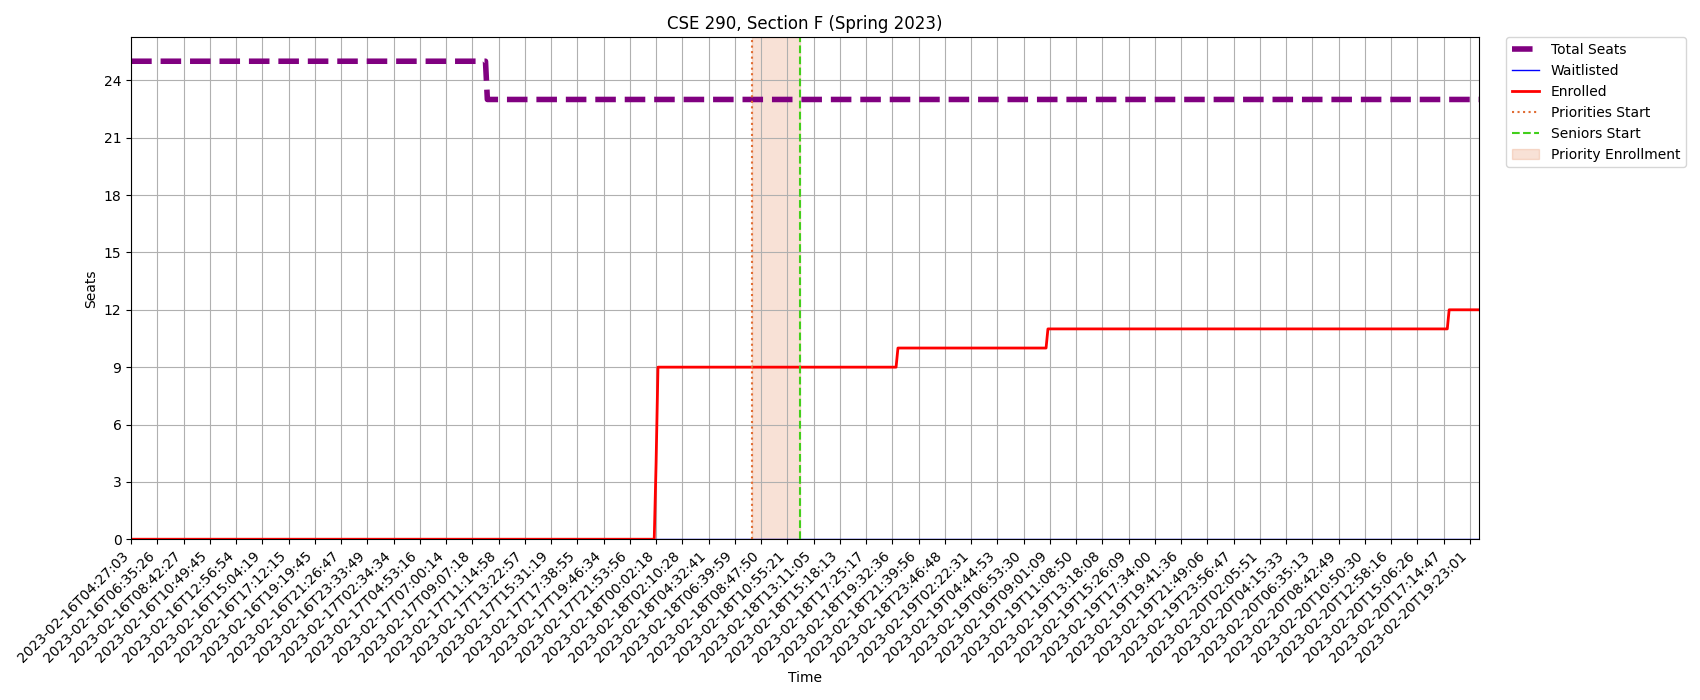 CSE 290, Section F (Spring 2023)
Total Seats
Waitlisted
Enrolled
Priorities Start
Seniors Start
Priority Enrollment
Seats
24
21
18
15
12
9
6
3
0
2023-02-16T04:27:03
2023-02-16T06:35:26
2023-02-16T08:42:27
2023-02-16T10:49:45
2023-02-16T12:56:54
2023-02-16T15:04:19
2023-02-16T17:12:15
2023-02-16T19:19:45
2023-02-16T21:26:47
2023-02-16T23:33:49
2023-02-17T02:34:34
2023-02-17T04:53:16
2023-02-17T07:00:14
2023-02-17T09:07:18
2023-02-17T11:14:58
2023-02-17T13:22:57
2023-02-17T15:31:19
2023-02-17T17:38:55
2023-02-17T19:46:34
2023-02-17T21:53:56
2023-02-18T00:02:18
2023-02-18T02:10:28
2023-02-18T04:32:41
2023-02-18T06:39:59
2023-02-18T08:47:50
2023-02-18T10:55:21
2023-02-18T13:11:05
2023-02-18T15:18:13
2023-02-18T17:25:17
2023-02-18T19:32:36
2023-02-18T21:39:56
2023-02-18T23:46:48
2023-02-19T02:22:31
2023-02-19T04:44:53
2023-02-19T06:53:30
2023-02-19T09:01:09
2023-02-19T11:08:50
2023-02-19T13:18:08
2023-02-19T15:26:09
2023-02-19T17:34:00
2023-02-19T19:41:36
2023-02-19T21:49:06
2023-02-19T23:56:47
2023-02-20T02:05:51
2023-02-20T04:15:33
2023-02-20T06:35:13
2023-02-20T08:42:49
2023-02-20T10:50:30
2023-02-20T12:58:16
2023-02-20T15:06:26
2023-02-20T17:14:47
2023-02-20T19:23:01
Time